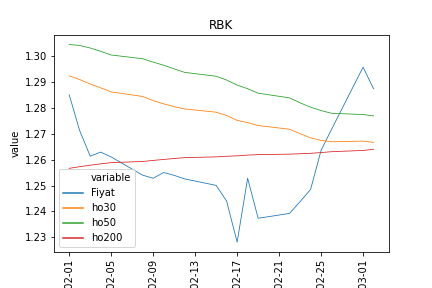 RBK
1.30
1.29
1.28
1.27
1.26
1.25
1.24
1.23
value
variable
Fiyat
ho30
ho50
ho200
02-01
02-05
02-09
02-13
02-17
02-21
02-25
03-01